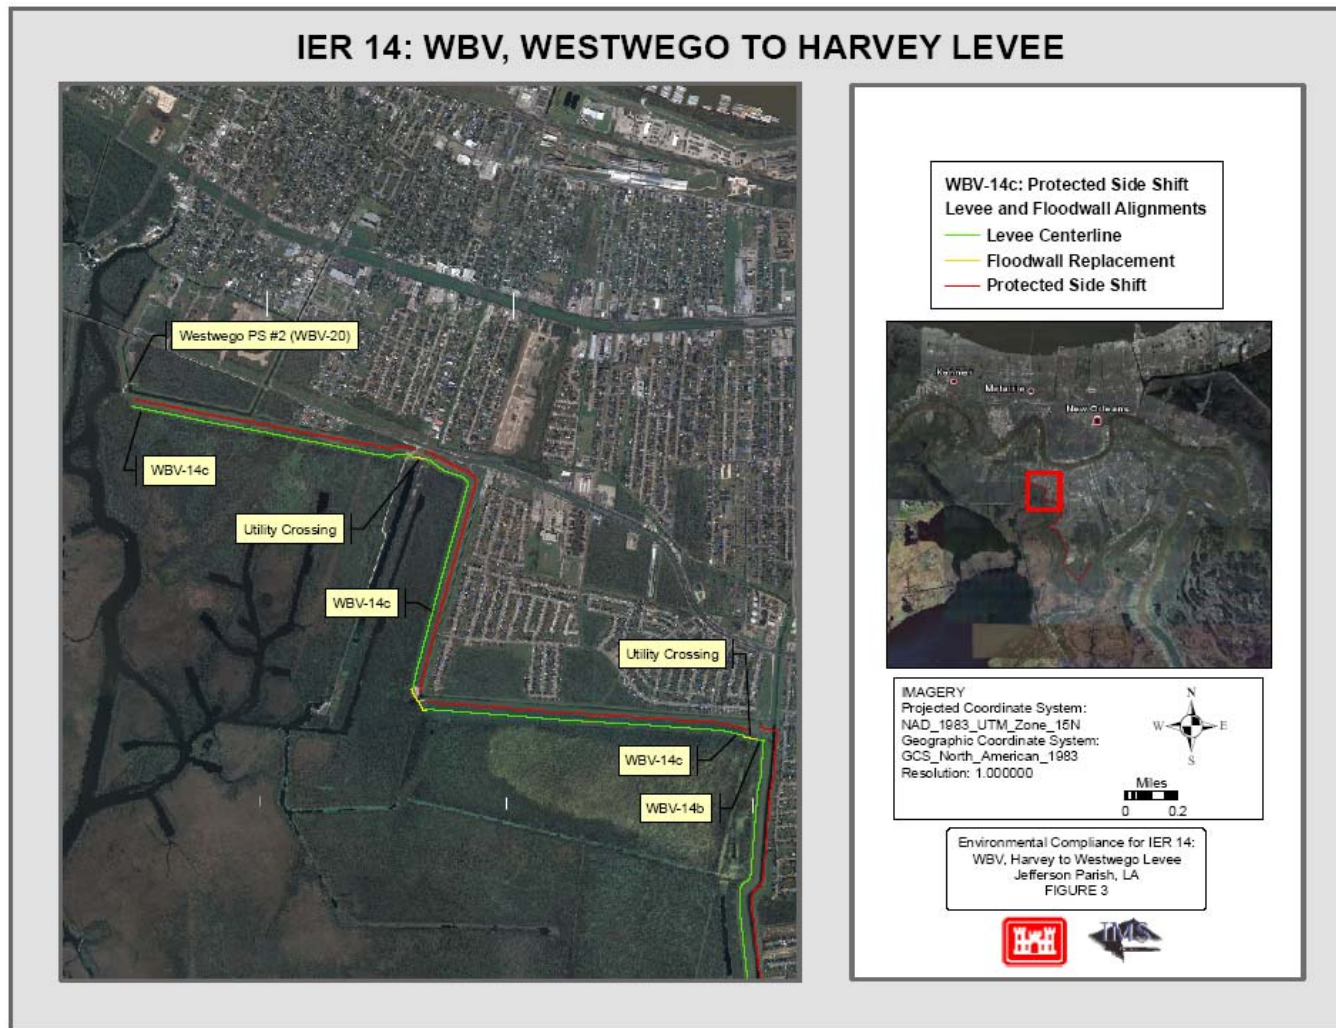 IER 14: WBV, WESTWEGO TO HARVEY LEVEE
Westwego PS #2 (WBV-20)
WBV-14c
Utility Crossing
WBV-14c
Utility Crossing
WBV-14c
WBV-14b
WBV-14c: Protected Side Shift
Levee and Floodwall Alignments
Levee Centerline
Floodwall Replacement
Protected Side Shift
Kenner
Metairie
New Orleans
IMAGERY
Projected Coordinate System:
NAD_1983_UTM_Zone_15N
Geographic Coordinate System:
GCS_North_American_1983
Resolution: 1.000000
N
W E
S
Miles
0 0.2
Environmental Compliance for IER 14:
WBV, Harvey to Westwego Levee
Jefferson Parish, LA
FIGURE 3